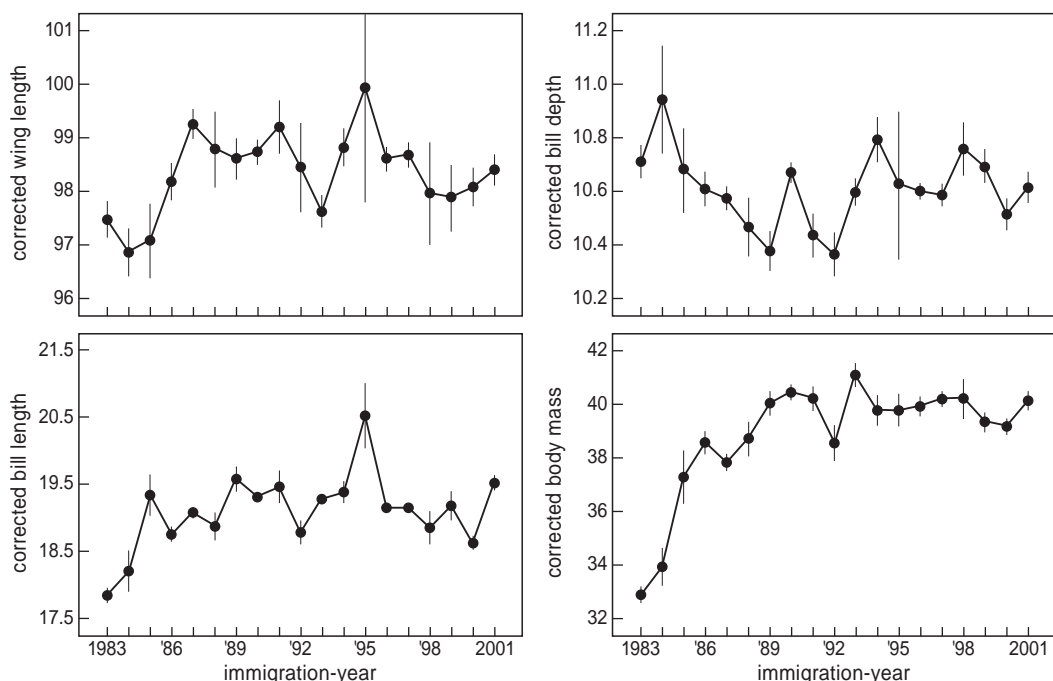 corrected wing length
101
100
99
98
97
96
corrected bill depth
11.2
11.0
10.8
10.6
10.4
10.2
corrected bill length
21.5
20.5
19.5
18.5
17.5
1983 '86 '89 '92 '95 '98 2001
immigration-year
corrected body mass
42
40
38
36
34
32
1983 '86 '89 '92 '95 '98 2001
immigration-year